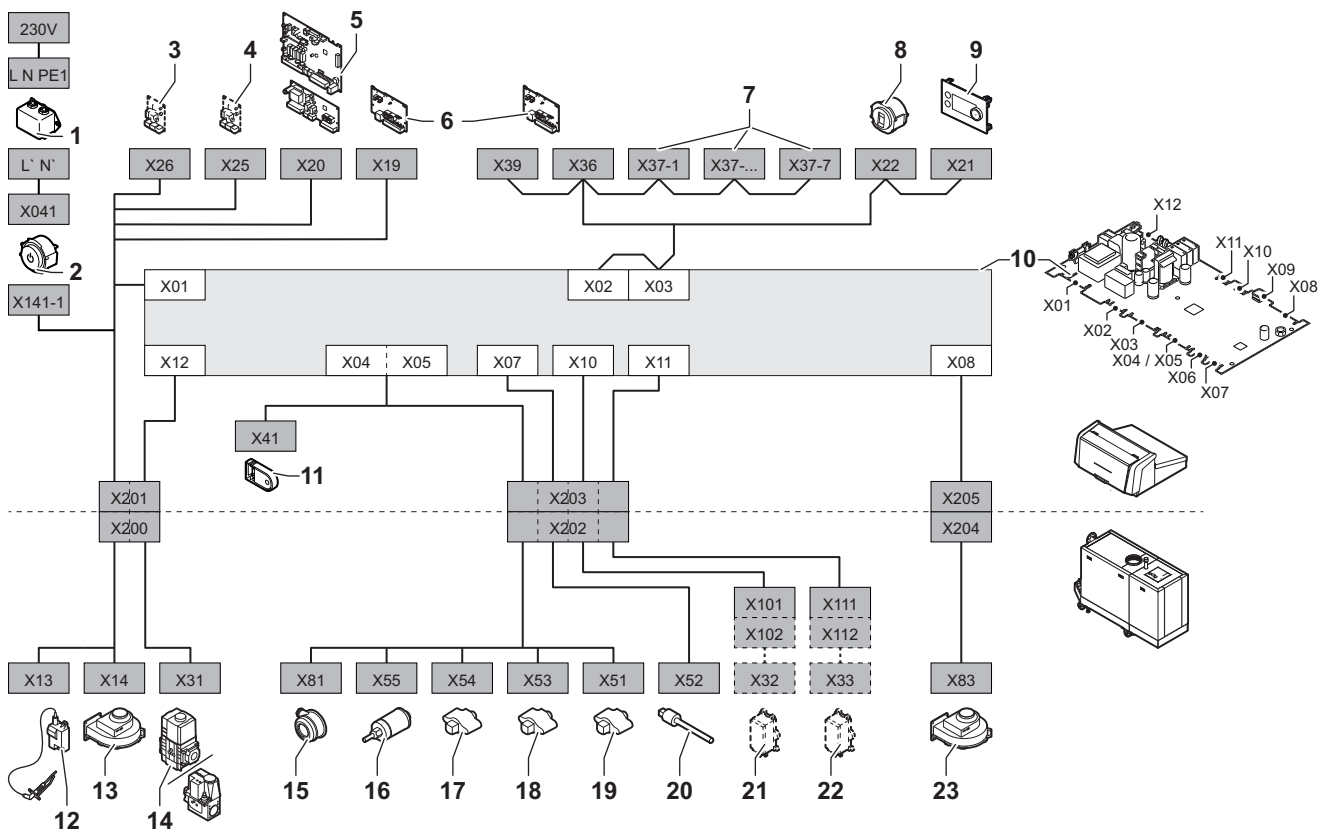 230V
L N PE1
1
L` N`
X041
2
X141-1
3
4
5
6
7
8
9
X26
X25
X20
X19
X39
X36
X37-1
X37-...
X37-7
X22
X21
X01
X02
X03
10
X12
X04
X05
X07
X10
X11
X08
X12
X11
X10
X09
X08
X01
X02
X03
X04 / X05
X06
X07
X41
11
X201
X203
X205
X200
X202
X204
X101
X111
X102
X112
X13
X14
X31
X81
X55
X54
X53
X51
X52
X32
X33
X83
12
13
14
15
16
17
18
19
20
21
22
23